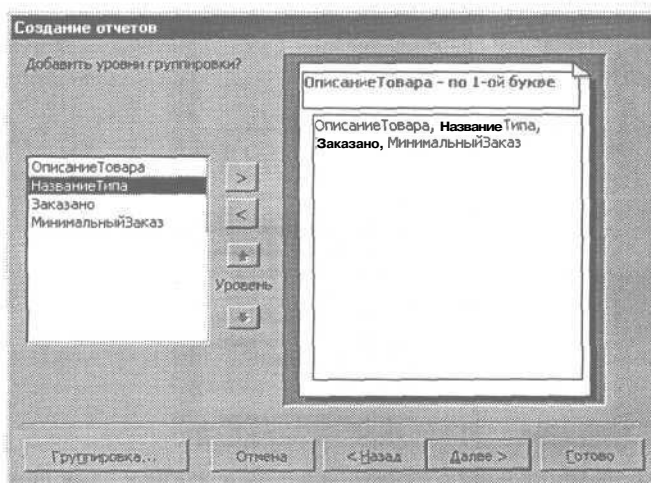 Создание отчетов
Добавить уровни группировки?
ОписаниеТовара - по 1-ой букве
ОписаниеТовара, НазваниеТипа,
Заказано, МинимальныйЗаказ
ОписаниеТовара
НазваниеТипа
Заказано
МинимальныйЗаказ
>
<
Уровень
Группировка...
Отмена
< Назад
Далее >
Готово